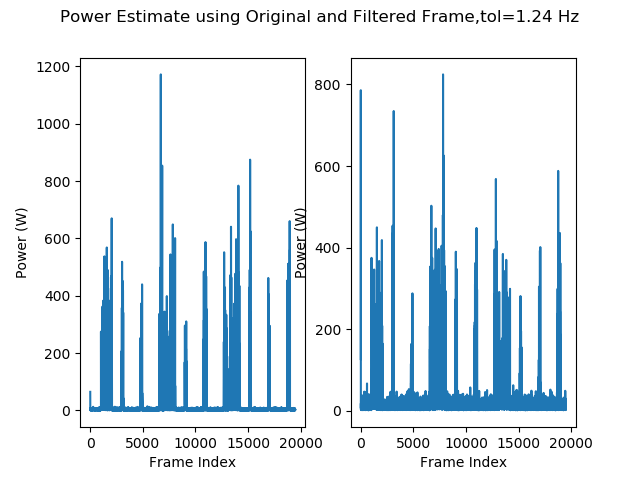 Power Estimate using Original and Filtered Frame,tol=1.24 Hz
1200
1000
800
600
400
200
0
Power (W)
0 5000 10000 15000 20000
Frame Index
800
600
400
200
0
Power (W)
0 5000 10000 15000 20000
Frame Index